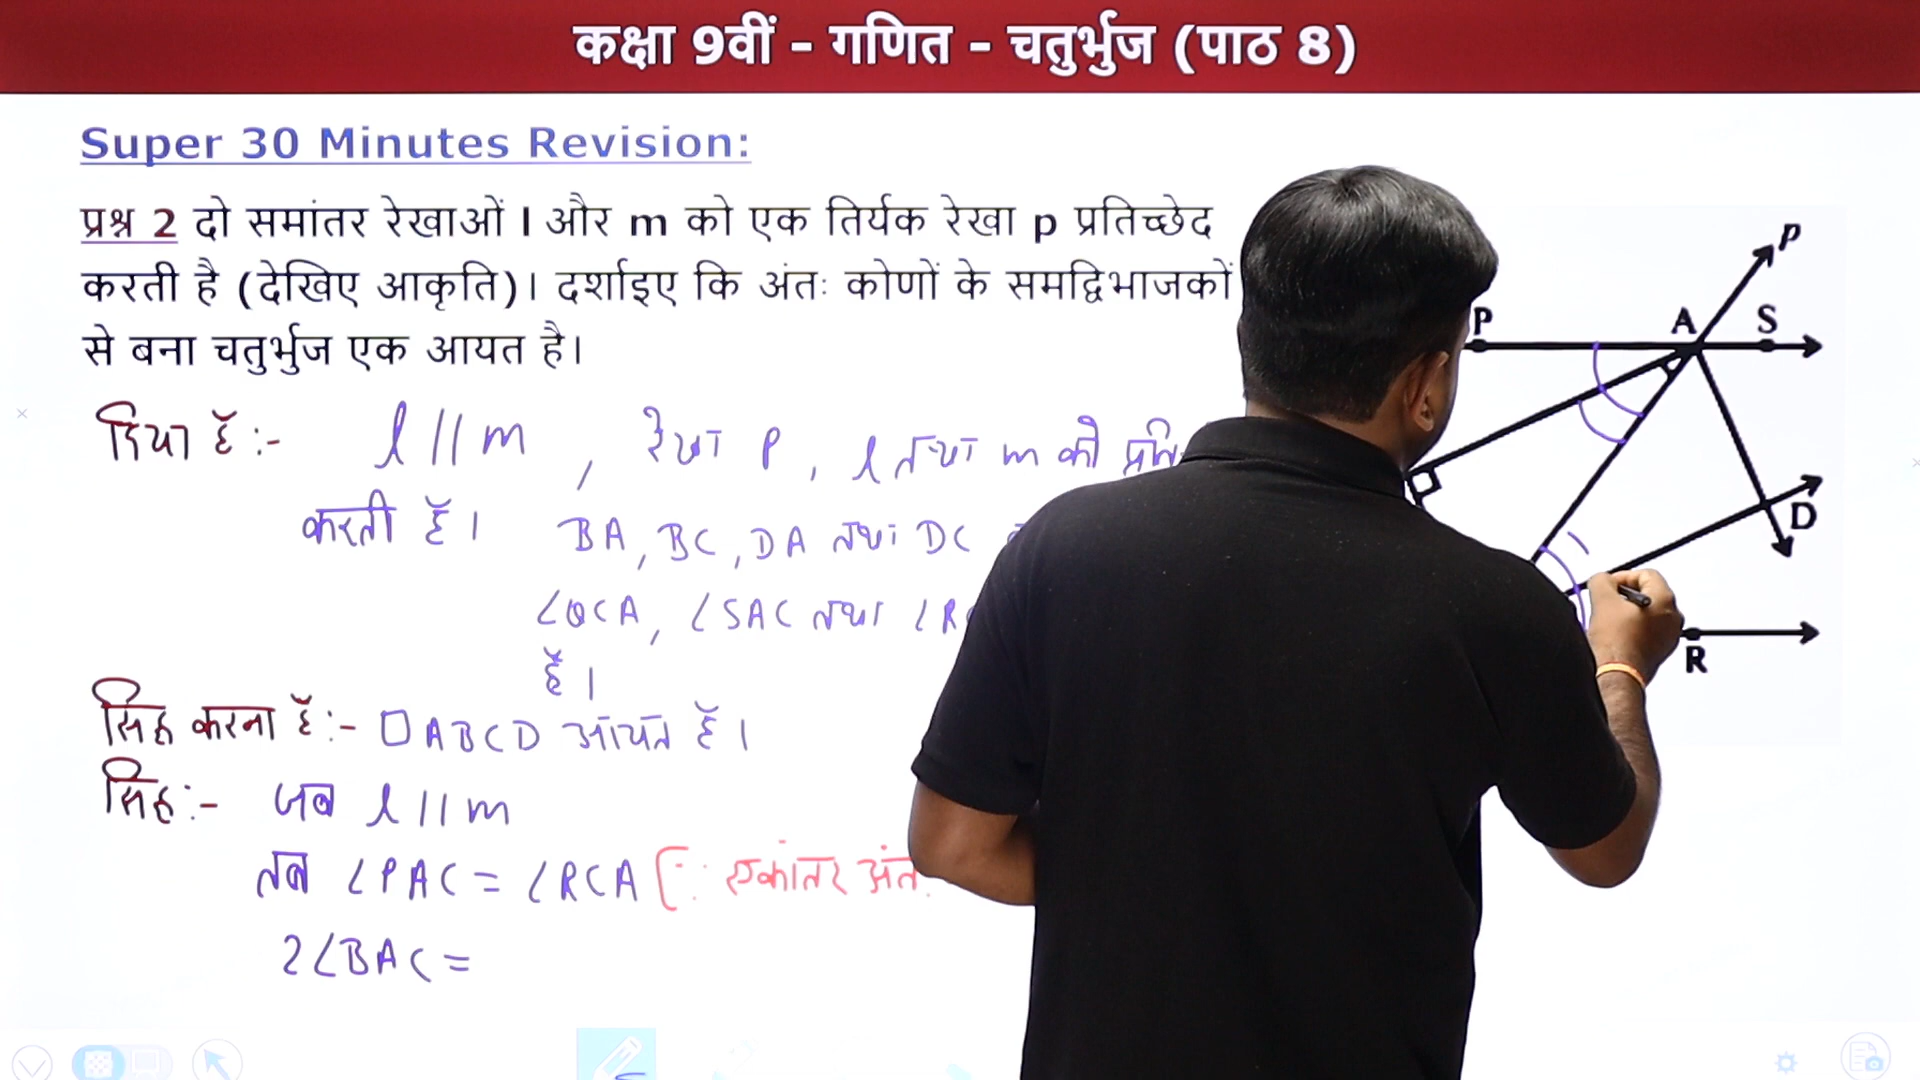 कक्षा 9वीं - गणित - चतुर्भुज (पाठ 8)
Super 30 Minutes Revision:
प्रश्न 2 दो समांतर रेखाओं l और m को एक तिर्यक रेखा p प्रतिच्छेद
करती है (देखिए आकृति)। दर्शाइए कि अंतः कोणों के समद्विभाजकों
से बना चतुर्भुज एक आयत है।
दिया है :- l || m , रेखा P, l तथा m को
करती है। BA, BC, DA तथा DC
∠QCA, ∠SAC तथा
है।
सिद्ध करना है :- □ABCD आयत है।
सिद्ध :- जब l || m
तब ∠PAC = ∠RCA [∵ एकांतर अंत:
2∠BAC =
p
P A S
D
R